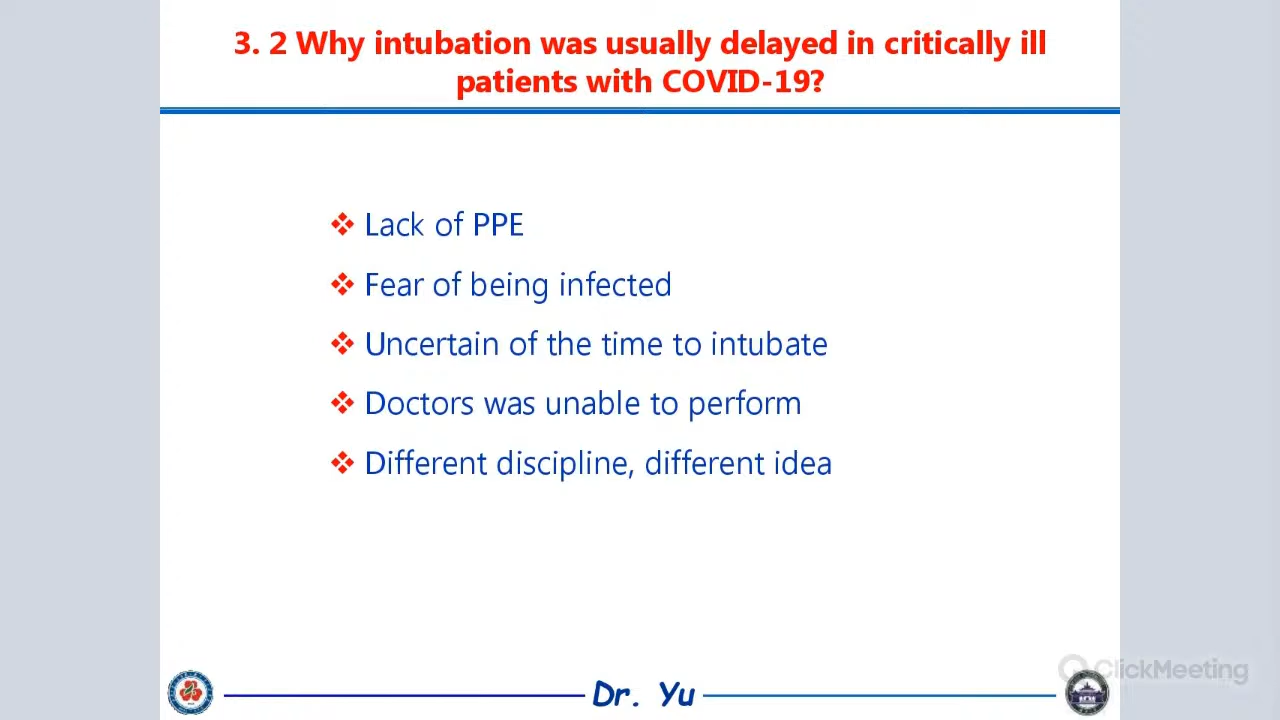 3. 2 Why intubation was usually delayed in critically ill
patients with COVID-19?
Lack of PPE
Fear of being infected
Uncertain of the time to intubate
Doctors was unable to perform
Different discipline, different idea
ClickMeeting
Dr. Yu